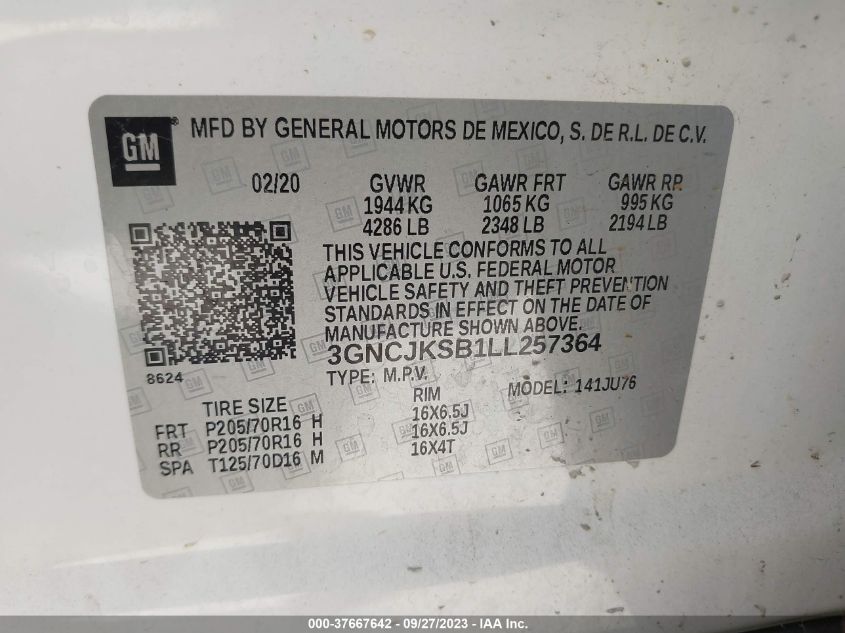 GM ® MFD BY GENERAL MOTORS DE MEXICO, S. DE R.L. DE C.V.
02/20 GVWR GAWR FRT GAWR RR
1944 KG 1065 KG 995 KG
4286 LB 2348 LB 2194 LB
THIS VEHICLE CONFORMS TO ALL
APPLICABLE U.S. FEDERAL MOTOR
VEHICLE SAFETY AND THEFT PREVENTION
STANDARDS IN EFFECT ON THE DATE OF
MANUFACTURE SHOWN ABOVE.
3GNCJKSB1LL257364
8624 TYPE: M.P.V. MODEL: 141JU76
TIRE SIZE RIM
FRT P205/70R16 H 16X6.5J
RR P205/70R16 H 16X6.5J
SPA T125/70D16 M 16X4T
000-37667642 / 09/27/2023 - IAA Inc.